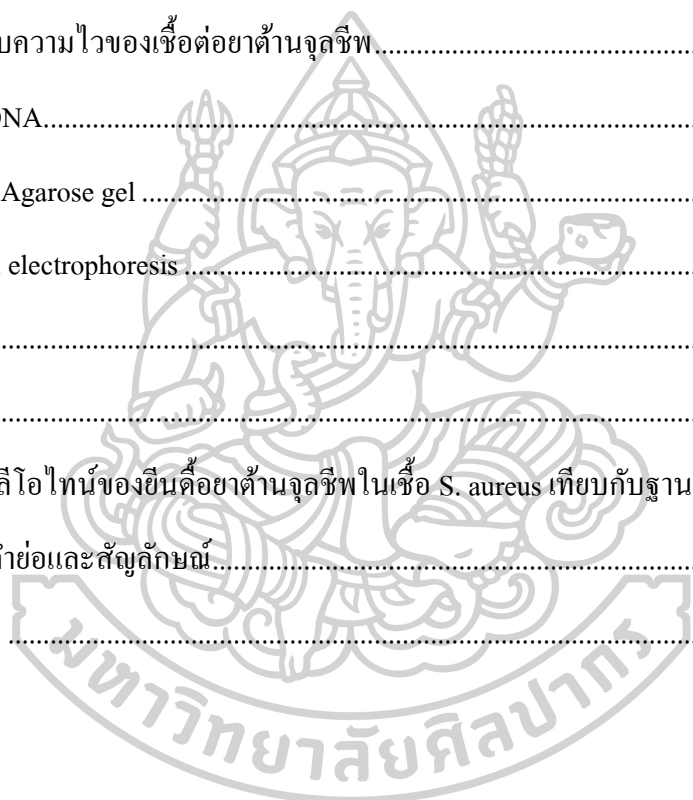 บความไวของเชื้อต่อยาต้านจุลชีพ................................................
DNA................................................
Agarose gel ................................................
electrophoresis ................................................
................................................
................................................
ลีโอไทน์ของยีนดื้อยาต้านจุลชีพในเชื้อ S. aureus เทียบกับฐาน
คำย่อและสัญลักษณ์................................................
................................................
มหาวิทยาลัยศิลปากร